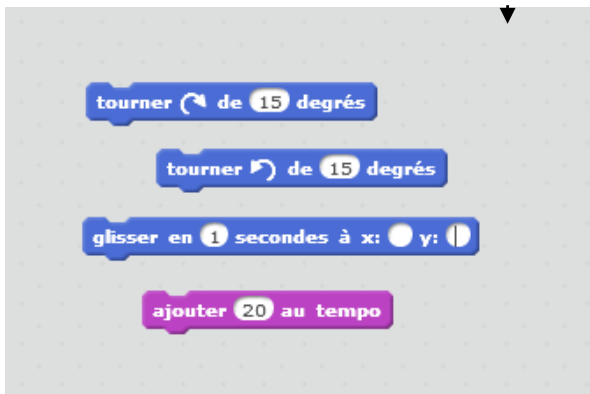 tourner ↻ de 15 degrés
tourner ↺ de 15 degrés
glisser en 1 secondes à x: y:
ajouter 20 au tempo